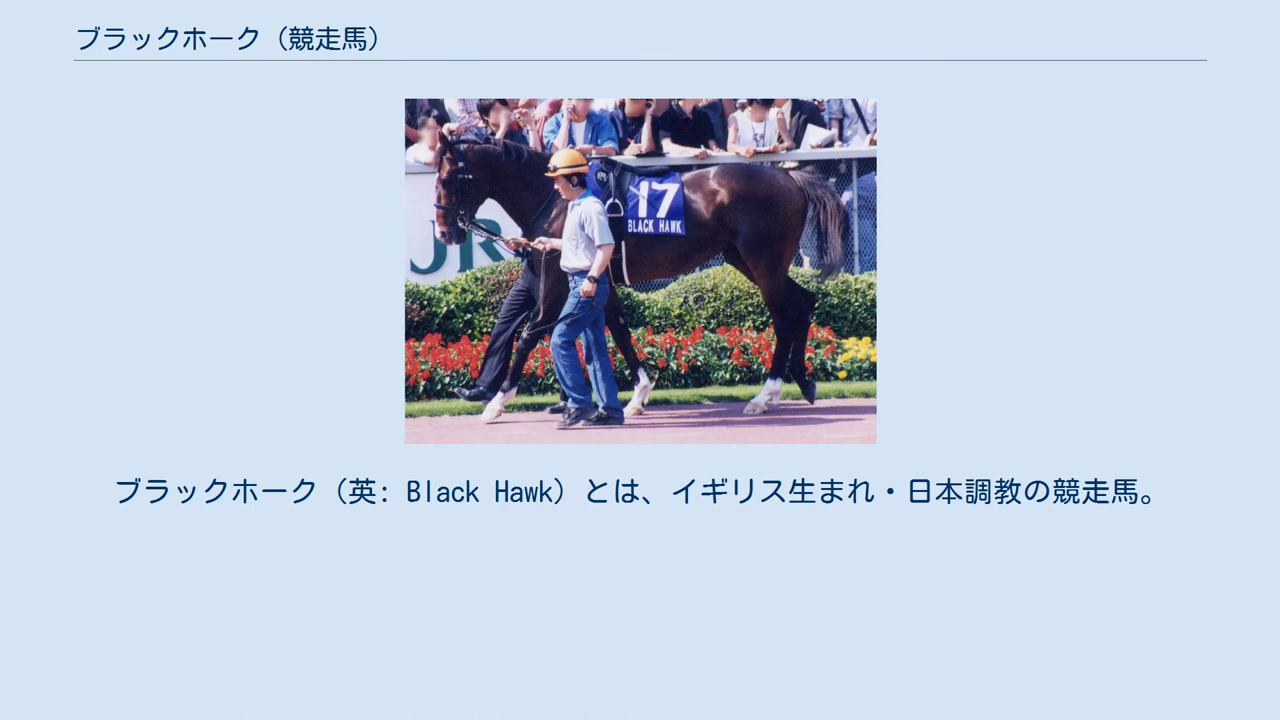 ブラックホーク（競走馬）
JR
17
BLACK HAWK
ブラックホーク（英: Black Hawk）とは、イギリス生まれ・日本調教の競走馬。